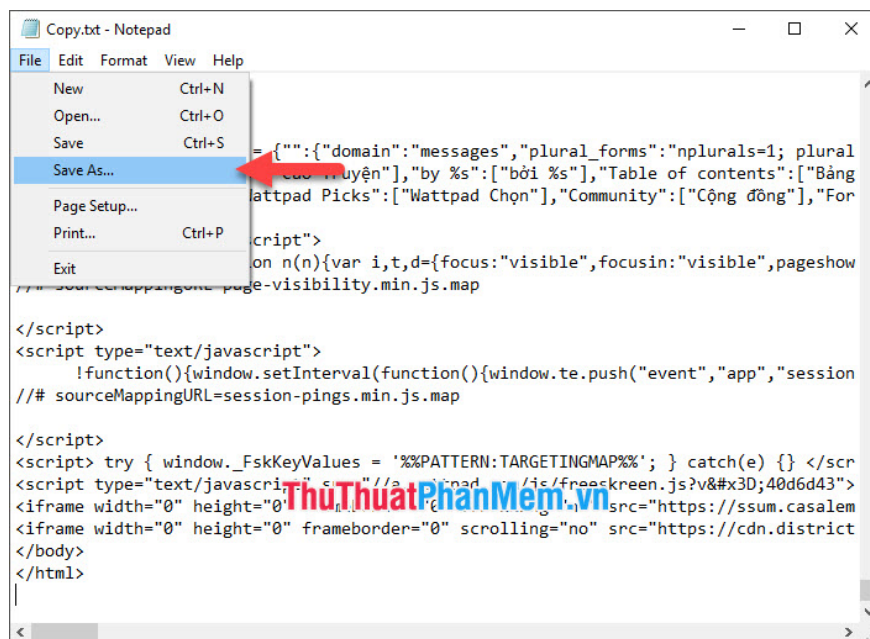 Copy.txt - Notepad
File Edit Format View Help
New Ctrl+N
Open... Ctrl+O
Save Ctrl+S
Save As...
Page Setup...
Print... Ctrl+P
Exit
= {"":{"domain":"messages","plural_forms":"nplurals=1; plural
Truyện"],"by %s":["bởi %s"],"Table of contents":["Bảng
Wattpad Picks":["Wattpad Chọn"],"Community":["Cộng đồng"],"For
cript">
on n(n){var i,t,d={focus:"visible",focusin:"visible",pageshow
//# sourceMappingURL=page-visibility.min.js.map
</script>
<script type="text/javascript">
!function(){window.setInterval(function(){window.te.push("event","app","session
//# sourceMappingURL=session-pings.min.js.map
</script>
<script> try { window._FskKeyValues = '%%PATTERN:TARGETINGMAP%%'; } catch(e) {} </scr
<script type="text/javascript" /js/freeskreen.js?v&#x3D;40d6d43">
ThuThuatPhanMem.vn
<iframe width="0" height="0" src="https://ssum.casalem
<iframe width="0" height="0" frameborder="0" scrolling="no" src="https://cdn.district
</body>
</html>